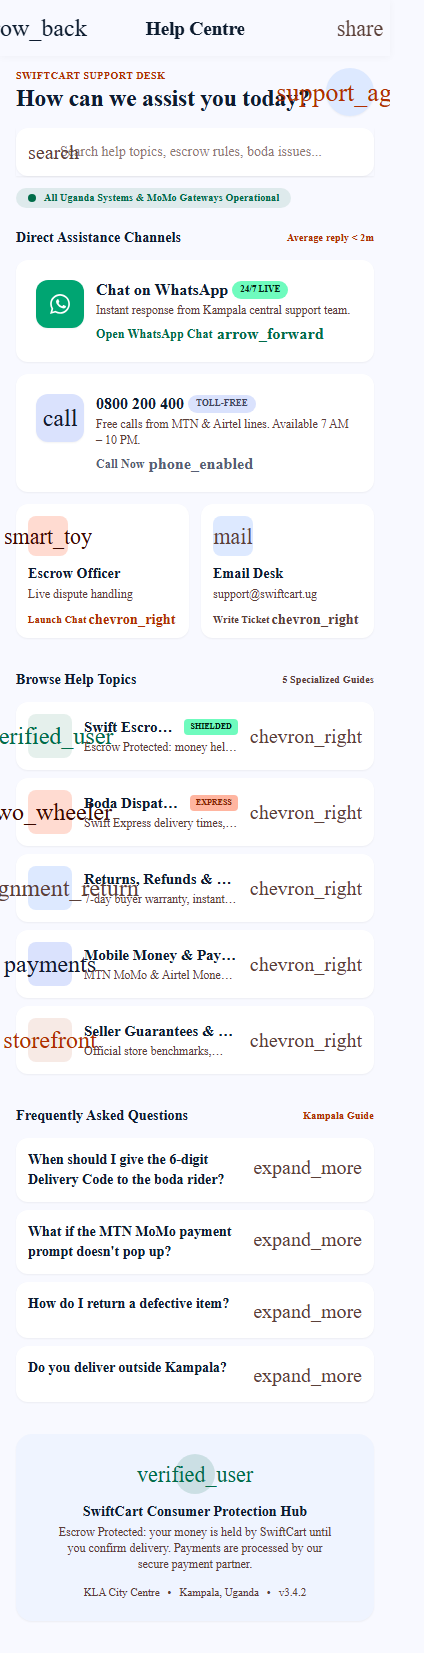 ow_back Help Centre share
SWIFTCART SUPPORT DESK
How can we assist you today?
support_ag
search
Search help topics, escrow rules, boda issues...
All Uganda Systems & MoMo Gateways Operational
Direct Assistance Channels Average reply < 2m
Chat on WhatsApp 24/7 LIVE
Instant response from Kampala central support team.
Open WhatsApp Chat arrow_forward
call
0800 200 400 TOLL-FREE
Free calls from MTN & Airtel lines. Available 7 AM
– 10 PM.
Call Now phone_enabled
smart_toy
Escrow Officer
Live dispute handling
Launch Chat chevron_right
mail
Email Desk
support@swiftcart.ug
Write Ticket chevron_right
Browse Help Topics 5 Specialized Guides
erified_user
Swift Escro... SHIELDED
Escrow Protected: money hel...
chevron_right
wo_wheeler
Boda Dispat... EXPRESS
Swift Express delivery times,...
chevron_right
gnment_return
Returns, Refunds & ...
7-day buyer warranty, instant...
chevron_right
payments
Mobile Money & Pay...
MTN MoMo & Airtel Mone...
chevron_right
storefront
Seller Guarantees & ...
Official store benchmarks,...
chevron_right
Frequently Asked Questions Kampala Guide
When should I give the 6-digit
Delivery Code to the boda rider?
expand_more
What if the MTN MoMo payment
prompt doesn't pop up?
expand_more
How do I return a defective item?
expand_more
Do you deliver outside Kampala?
expand_more
verified_user
SwiftCart Consumer Protection Hub
Escrow Protected: your money is held by SwiftCart until
you confirm delivery. Payments are processed by our
secure payment partner.
KLA City Centre • Kampala, Uganda • v3.4.2